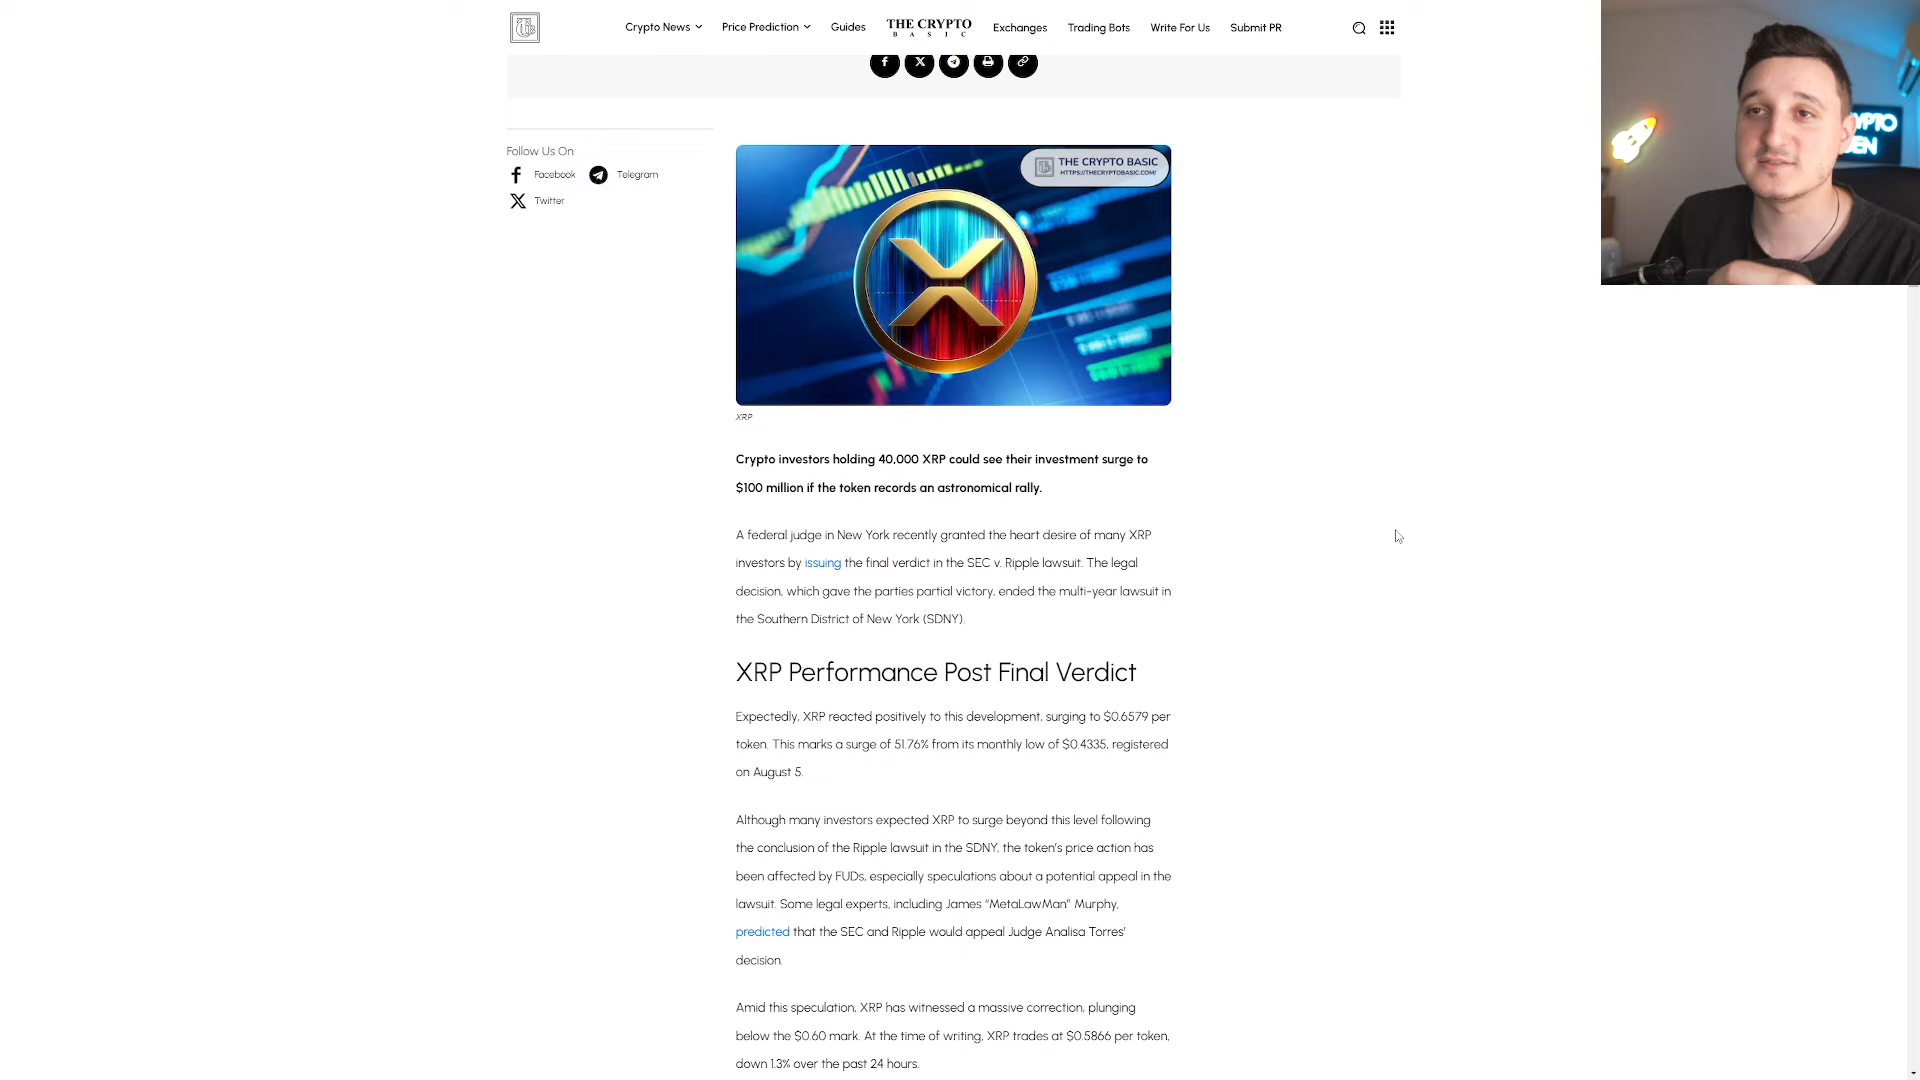 Crypto News
Price Prediction
Guides
THE CRYPTO
BASIC
Exchanges
Trading Bots
Write For Us
Submit PR
Follow Us On
Facebook
Telegram
Twitter
THE CRYPTO BASIC
HTTPS://THECRYPTOBASIC.COM/
XRP
Crypto investors holding 40,000 XRP could see their investment surge to
$100 million if the token records an astronomical rally.
A federal judge in New York recently granted the heart desire of many XRP
investors by issuing the final verdict in the SEC v. Ripple lawsuit. The legal
decision, which gave the parties partial victory, ended the multi-year lawsuit in
the Southern District of New York (SDNY).
XRP Performance Post Final Verdict
Expectedly, XRP reacted positively to this development, surging to $0.6579 per
token. This marks a surge of 51.76% from its monthly low of $0.4335, registered
on August 5.
Although many investors expected XRP to surge beyond this level following
the conclusion of the Ripple lawsuit in the SDNY, the token's price action has
been affected by FUDs, especially speculations about a potential appeal in the
lawsuit. Some legal experts, including James “MetaLawMan” Murphy,
predicted that the SEC and Ripple would appeal Judge Analisa Torres’
decision.
Amid this speculation, XRP has witnessed a massive correction, plunging
below the $0.60 mark. At the time of writing, XRP trades at $0.5866 per token,
down 1.3% over the past 24 hours.